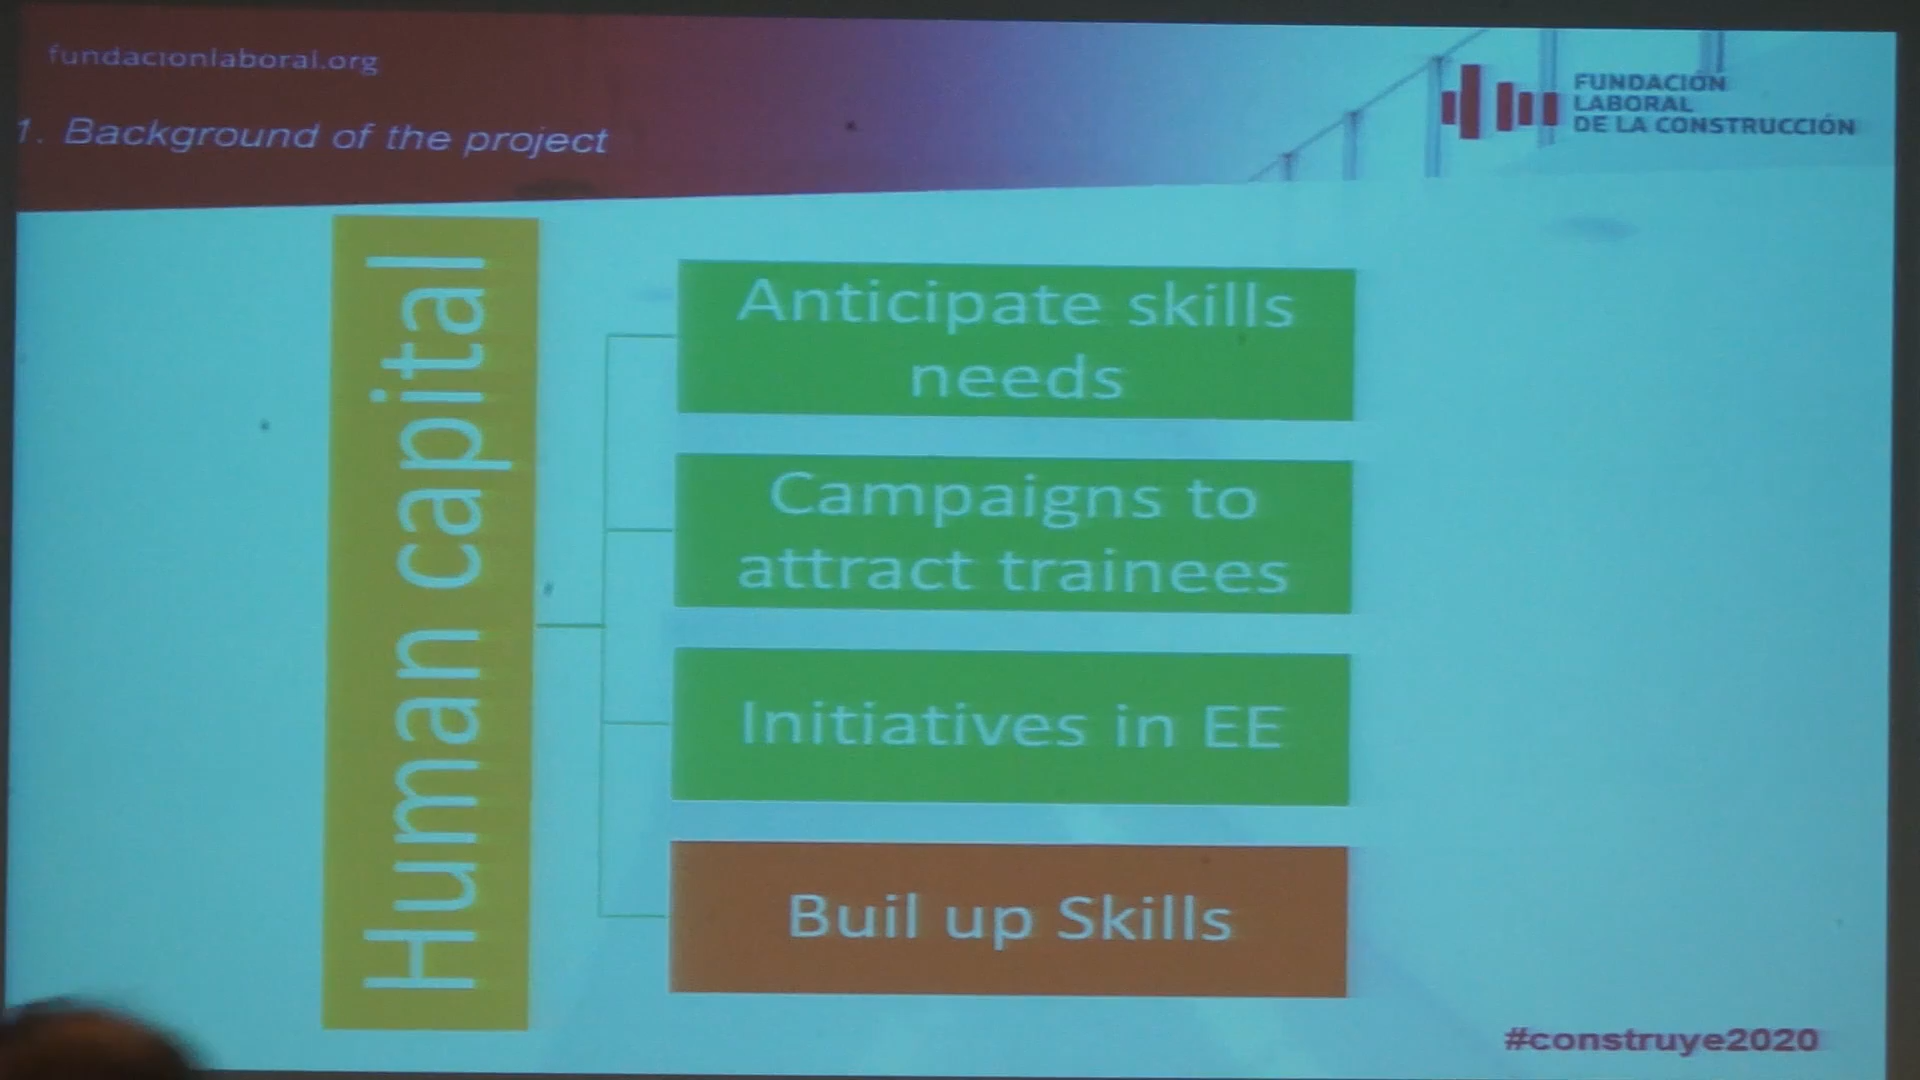 fundacionlaboral.org
1. Background of the project
FUNDACIÓN
LABORAL
DE LA CONSTRUCCIÓN
Human capital
Anticipate skills
needs
Campaigns to
attract trainees
Initiatives in EE
Buil up Skills
#construye2020